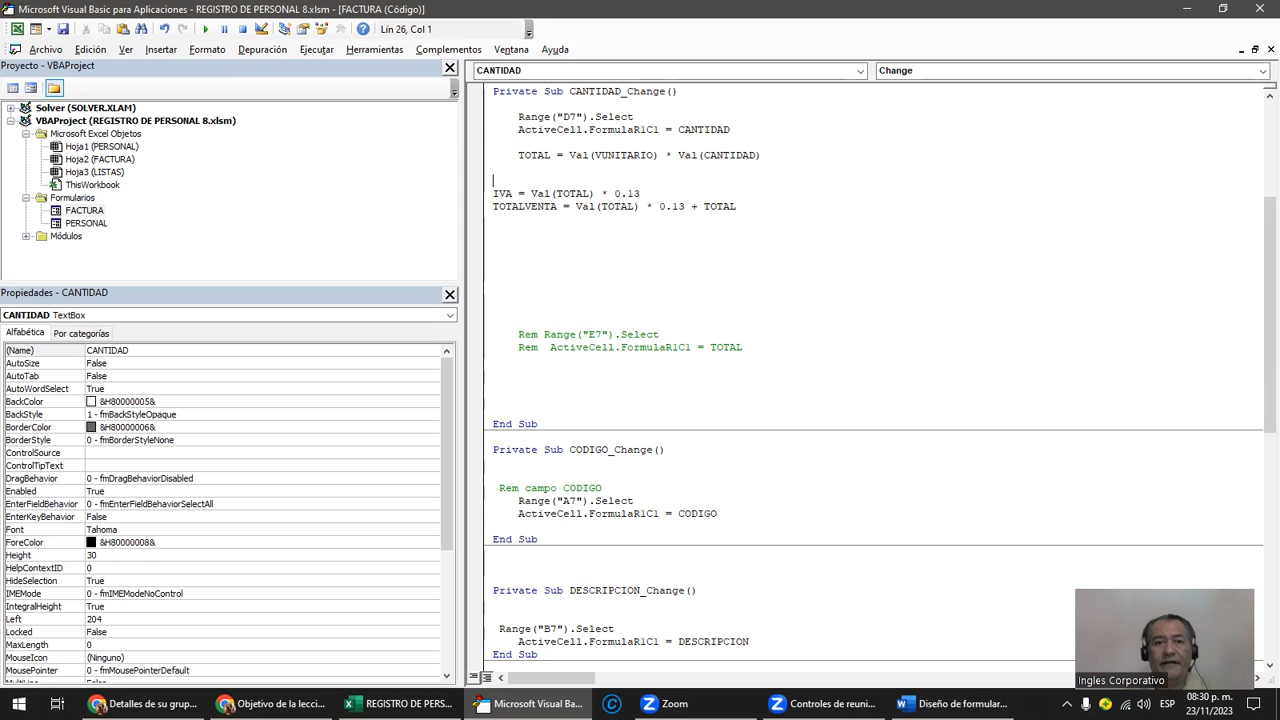 Microsoft Visual Basic para Aplicaciones - REGISTRO DE PERSONAL 8.xlsm - [FACTURA (Código)]
Lín 26, Col 1
Archivo Edición Ver Insertar Formato Depuración Ejecutar Herramientas Complementos Ventana Ayuda
Proyecto - VBAProject
Solver (SOLVER.XLAM)
VBAProject (REGISTRO DE PERSONAL 8.xlsm)
Microsoft Excel Objetos
Hoja1 (PERSONAL)
Hoja2 (FACTURA)
Hoja3 (LISTAS)
ThisWorkbook
Formularios
FACTURA
PERSONAL
Módulos
Propiedades - CANTIDAD
CANTIDAD TextBox
Alfabética Por categorías
(Name) CANTIDAD
AutoSize False
AutoTab False
AutoWordSelect True
BackColor &H80000005&
BackStyle 1 - fmBackStyleOpaque
BorderColor &H80000006&
BorderStyle 0 - fmBorderStyleNone
ControlSource
ControlTipText
DragBehavior 0 - fmDragBehaviorDisabled
Enabled True
EnterFieldBehavior 0 - fmEnterFieldBehaviorSelectAll
EnterKeyBehavior False
Font Tahoma
ForeColor &H80000008&
Height 30
HelpContextID 0
HideSelection True
IMEMode 0 - fmIMEModeNoControl
IntegralHeight True
Left 204
Locked False
MaxLength 0
MouseIcon (Ninguno)
MousePointer 0 - fmMousePointerDefault
CANTIDAD Change
Private Sub CANTIDAD_Change()
Range("D7").Select
ActiveCell.FormulaR1C1 = CANTIDAD
TOTAL = Val(VUNITARIO) * Val(CANTIDAD)
IVA = Val(TOTAL) * 0.13
TOTALVENTA = Val(TOTAL) * 0.13 + TOTAL
Rem Range("E7").Select
Rem ActiveCell.FormulaR1C1 = TOTAL
End Sub
Private Sub CODIGO_Change()
Rem campo CODIGO
Range("A7").Select
ActiveCell.FormulaR1C1 = CODIGO
End Sub
Private Sub DESCRIPCION_Change()
Range("B7").Select
ActiveCell.FormulaR1C1 = DESCRIPCION
End Sub
Ingles Corporativo
Detalles de su grup... Objetivo de la lecci... REGISTRO DE PERS... Microsoft Visual Ba... Zoom Controles de reuni... Diseño de formular...
ESP
08:30 p. m.
23/11/2023